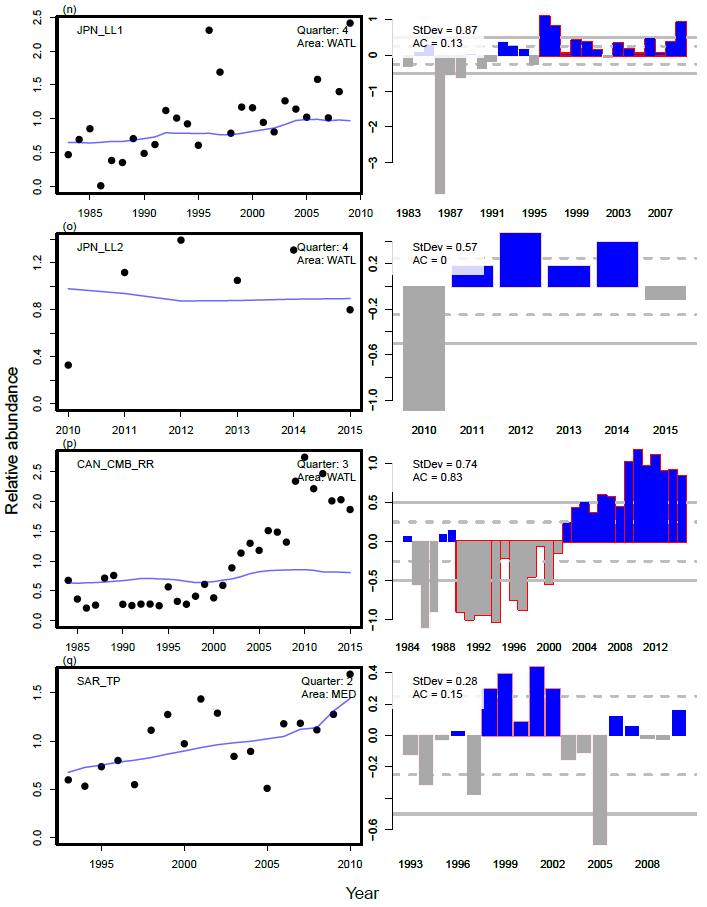 (n)
JPN_LL1
Quarter: 4
Area: WATL
0.0 0.5 1.0 1.5 2.0 2.5
1985 1990 1995 2000 2005 2010
StDev = 0.87
AC = 0.13
−3 −2 −1 0 1
1983 1987 1991 1995 1999 2003 2007
(o)
JPN_LL2
Quarter: 4
Area: WATL
0.0 0.4 0.8 1.2
2010 2011 2012 2013 2014 2015
StDev = 0.57
AC = 0
−1.0 −0.6 −0.2 0.2
2010 2011 2012 2013 2014 2015
Relative abundance
(p)
CAN_CMB_RR
Quarter: 3
Area: WATL
0.0 0.5 1.0 1.5 2.0 2.5
1985 1990 1995 2000 2005 2010 2015
StDev = 0.74
AC = 0.83
−1.0 −0.5 0.0 0.5 1.0
1984 1988 1992 1996 2000 2004 2008 2012
(q)
SAR_TP
Quarter: 2
Area: MED
0.0 0.5 1.0 1.5
1995 2000 2005 2010
StDev = 0.28
AC = 0.15
−0.6 −0.2 0.0 0.2 0.4
1993 1996 1999 2002 2005 2008
Year